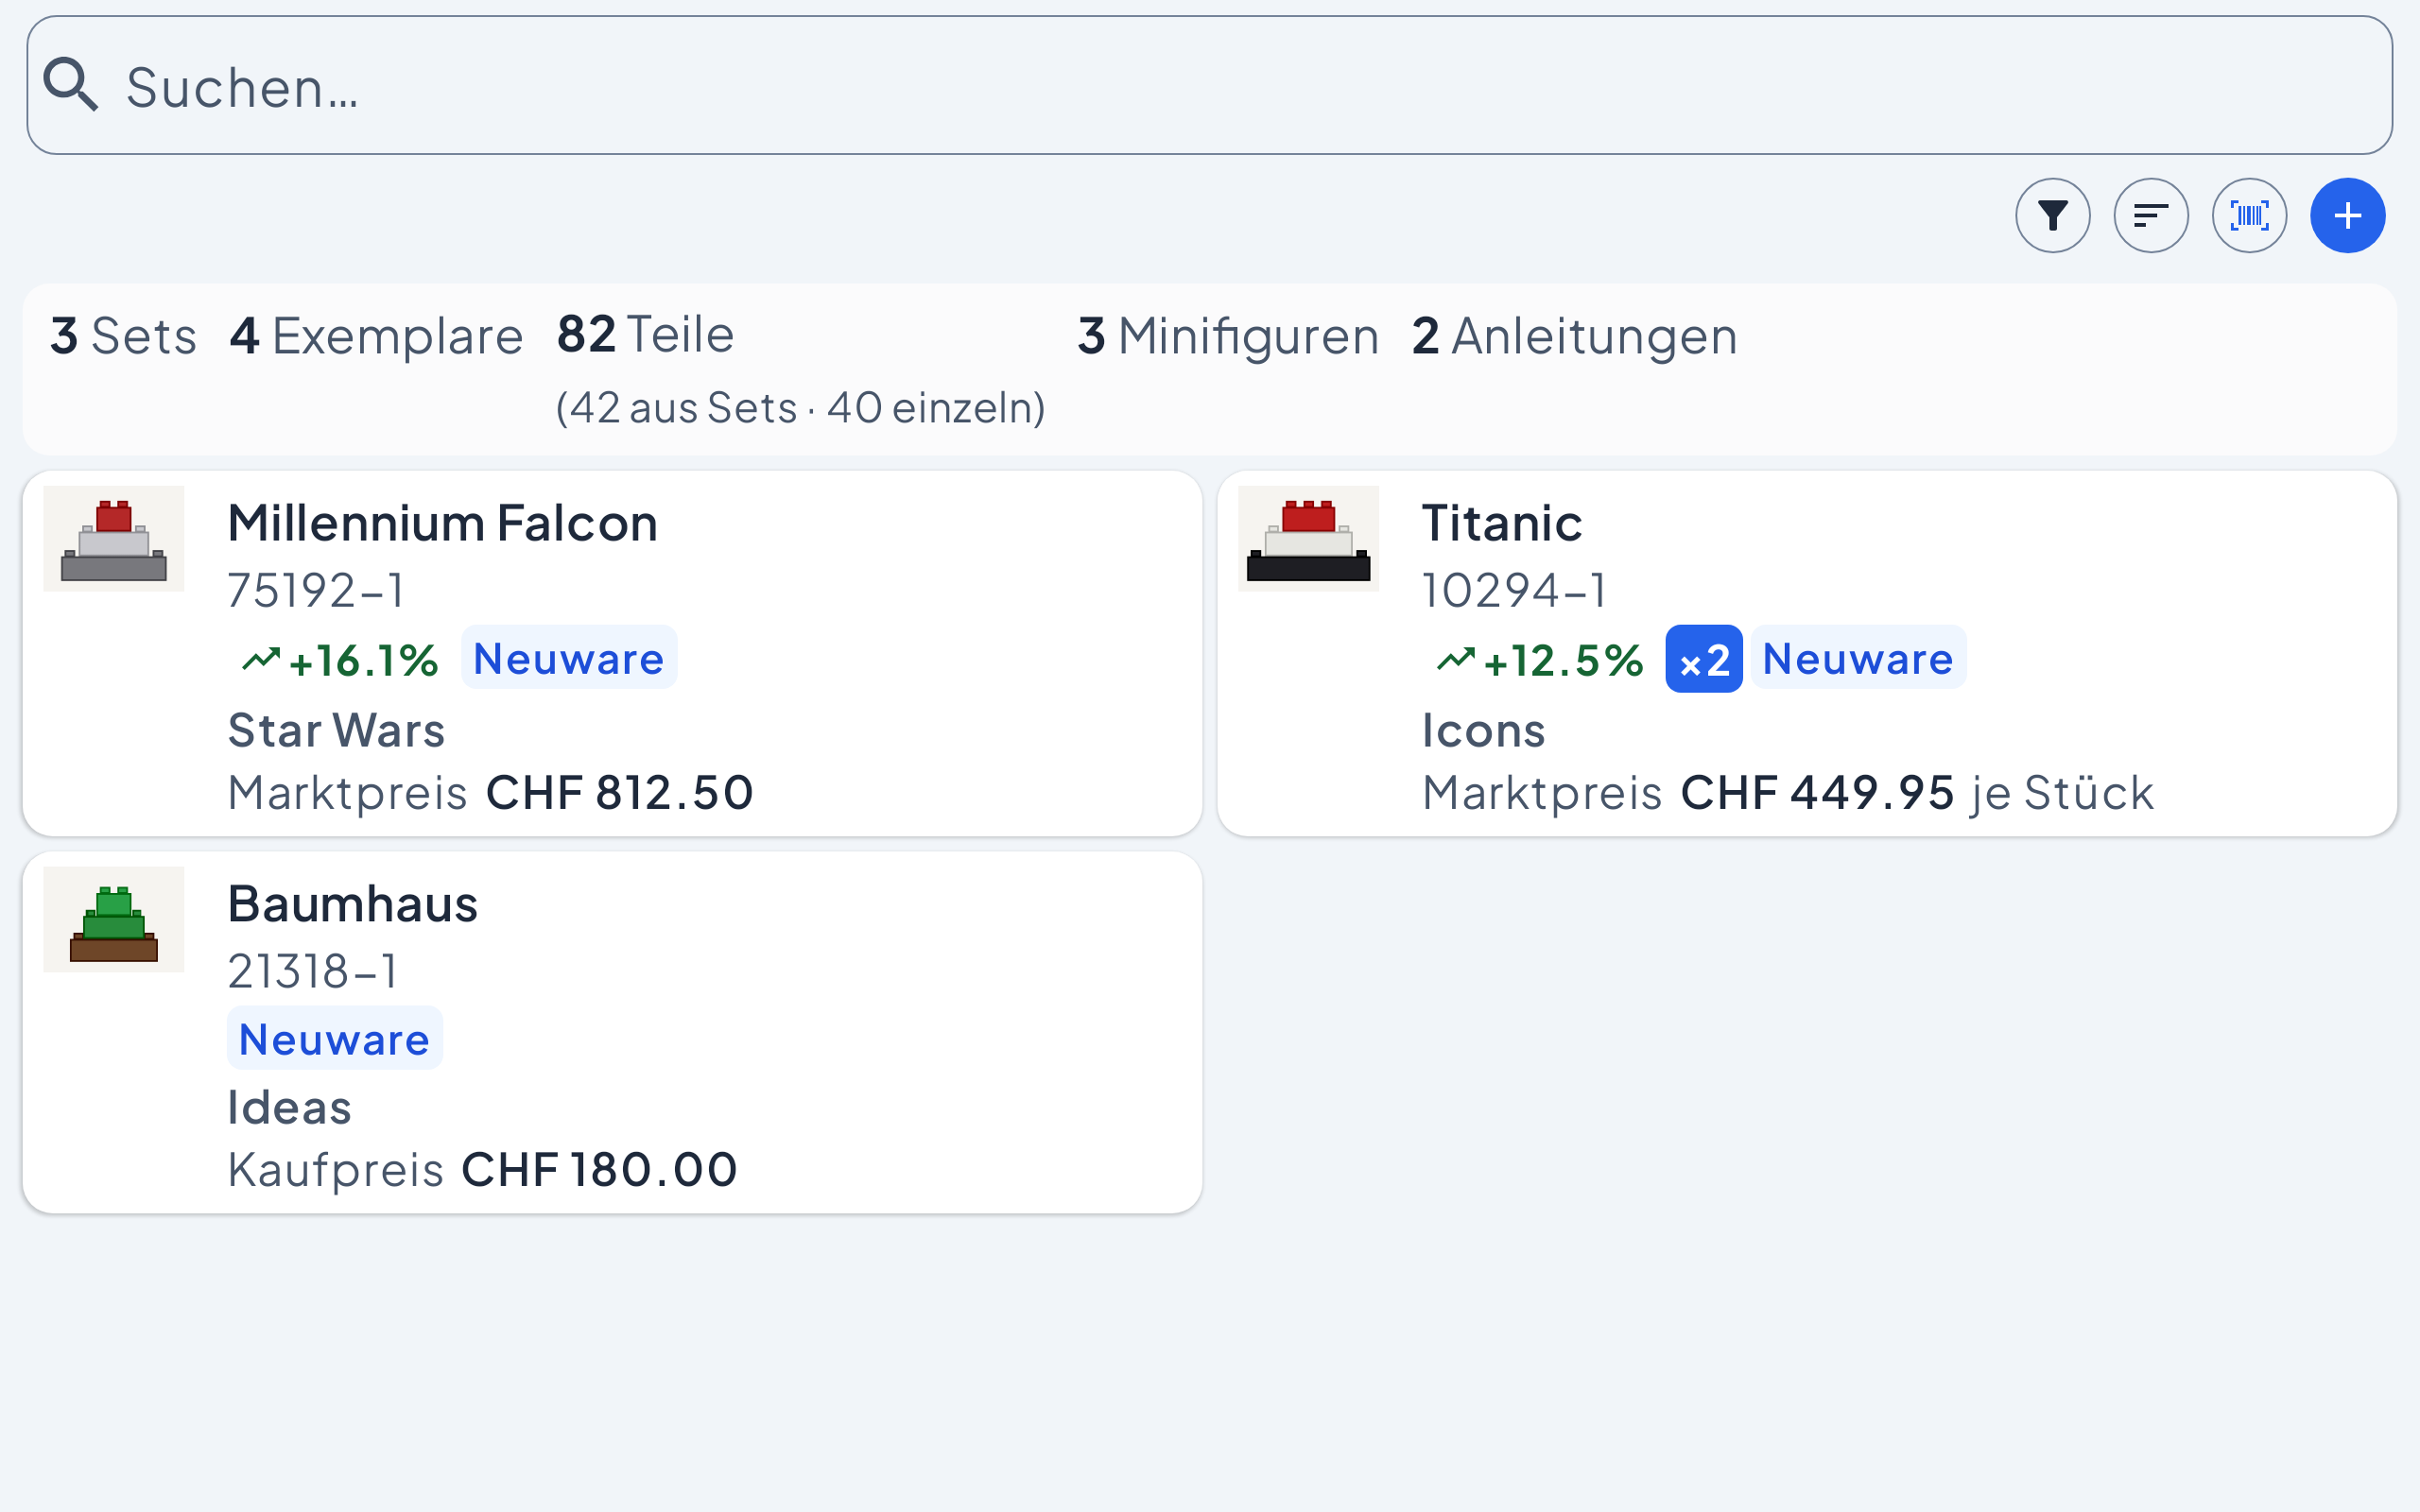 Suchen…
3 Sets 4 Exemplare 82 Teile 3 Minifiguren 2 Anleitungen
(42 aus Sets · 40 einzeln)
Millennium Falcon
75192-1
+16.1% Neuware
Star Wars
Marktpreis CHF 812.50
Titanic
10294-1
+12.5% ×2 Neuware
Icons
Marktpreis CHF 449.95 je Stück
Baumhaus
21318-1
Neuware
Ideas
Kaufpreis CHF 180.00